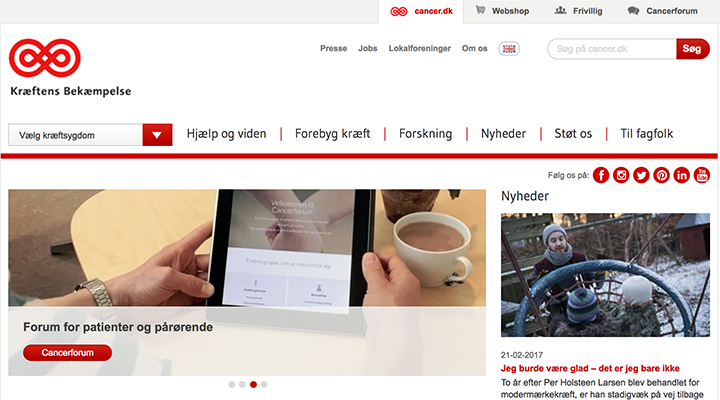 cancer.dk
Webshop
Frivillig
Cancerforum
Kræftens Bekæmpelse
Presse
Jobs
Lokalforeninger
Om os
Søg på cancer.dk
Søg
Vælg kræftsygdom
Hjælp og viden
Forebyg kræft
Forskning
Nyheder
Støt os
Til fagfolk
Følg os på:
You Tube
Velkommen til
Cancerforum
Forum for patienter og pårørende
Cancerforum
Nyheder
21-02-2017
Jeg burde være glad – det er jeg bare ikke
To år efter Per Holsteen Larsen blev behandlet for
modermærkekræft, er han stadigvæk på vej tilbage